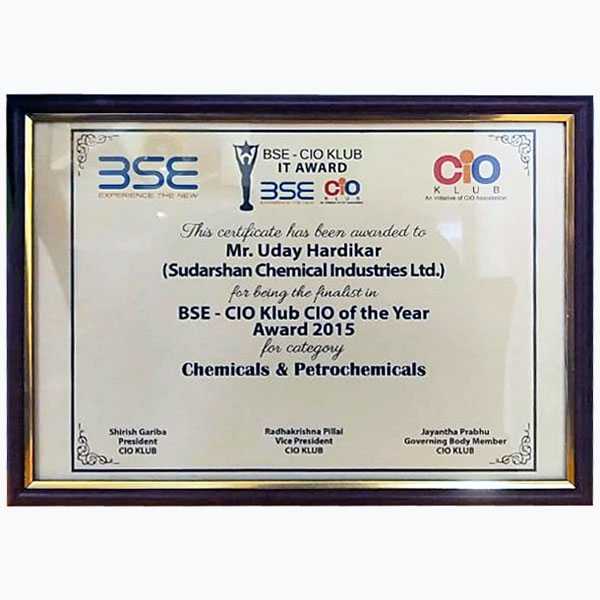 BSE
EXPERIENCE THE NEW
BSE - CIO KLUB
IT AWARD
BSE CIO
EXPERIENCE THE NEW KLUB
CIO
KLUB
An Initiative of CIO Association
This certificate has been awarded to
Mr. Uday Hardikar
(Sudarshan Chemical Industries Ltd.)
for being the finalist in
BSE - CIO Klub CIO of the Year
Award 2015
for category
Chemicals & Petrochemicals
Shirish Gariba
President
CIO KLUB
Radhakrishna Pillai
Vice President
CIO KLUB
Jayantha Prabhu
Governing Body Member
CIO KLUB